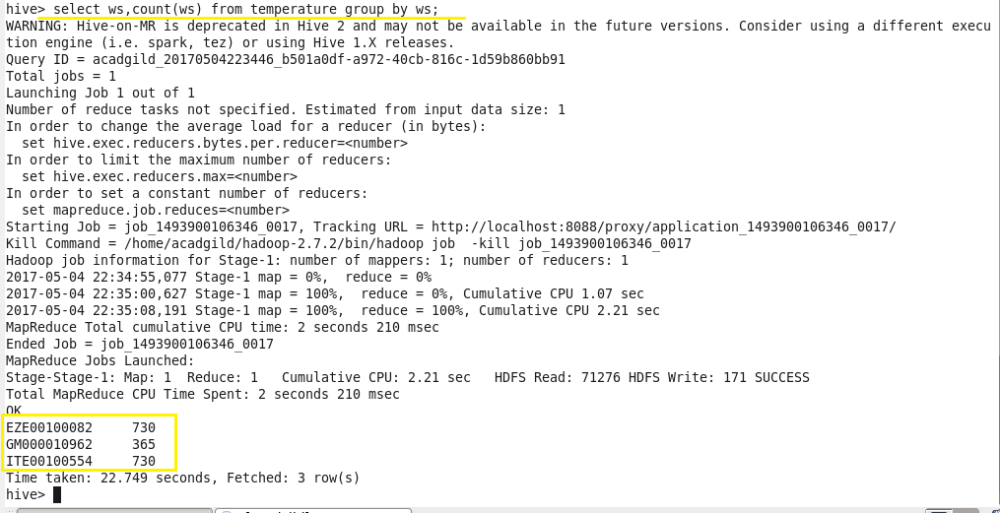 hive> select ws,count(ws) from temperature group by ws;
WARNING: Hive-on-MR is deprecated in Hive 2 and may not be available in the future versions. Consider using a different execu
tion engine (i.e. spark, tez) or using Hive 1.X releases.
Query ID = acadgild_20170504223446_b501a0df-a972-40cb-816c-1d59b860bb91
Total jobs = 1
Launching Job 1 out of 1
Number of reduce tasks not specified. Estimated from input data size: 1
In order to change the average load for a reducer (in bytes):
  set hive.exec.reducers.bytes.per.reducer=<number>
In order to limit the maximum number of reducers:
  set hive.exec.reducers.max=<number>
In order to set a constant number of reducers:
  set mapreduce.job.reduces=<number>
Starting Job = job_1493900106346_0017, Tracking URL = http://localhost:8088/proxy/application_1493900106346_0017/
Kill Command = /home/acadgild/hadoop-2.7.2/bin/hadoop job  -kill job_1493900106346_0017
Hadoop job information for Stage-1: number of mappers: 1; number of reducers: 1
2017-05-04 22:34:55,077 Stage-1 map = 0%,  reduce = 0%
2017-05-04 22:35:00,627 Stage-1 map = 100%,  reduce = 0%, Cumulative CPU 1.07 sec
2017-05-04 22:35:08,191 Stage-1 map = 100%,  reduce = 100%, Cumulative CPU 2.21 sec
MapReduce Total cumulative CPU time: 2 seconds 210 msec
Ended Job = job_1493900106346_0017
MapReduce Jobs Launched:
Stage-Stage-1: Map: 1  Reduce: 1   Cumulative CPU: 2.21 sec   HDFS Read: 71276 HDFS Write: 171 SUCCESS
Total MapReduce CPU Time Spent: 2 seconds 210 msec
OK
EZE00100082     730
GM000010962     365
ITE00100554     730
Time taken: 22.749 seconds, Fetched: 3 row(s)
hive>